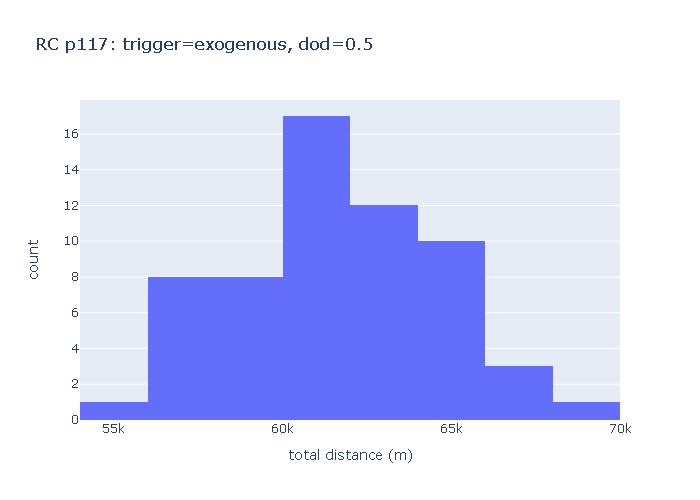 RC p117: trigger=exogenous, dod=0.5
16
14
12
10
8
6
4
2
0
count
55k 60k 65k 70k
total distance (m)